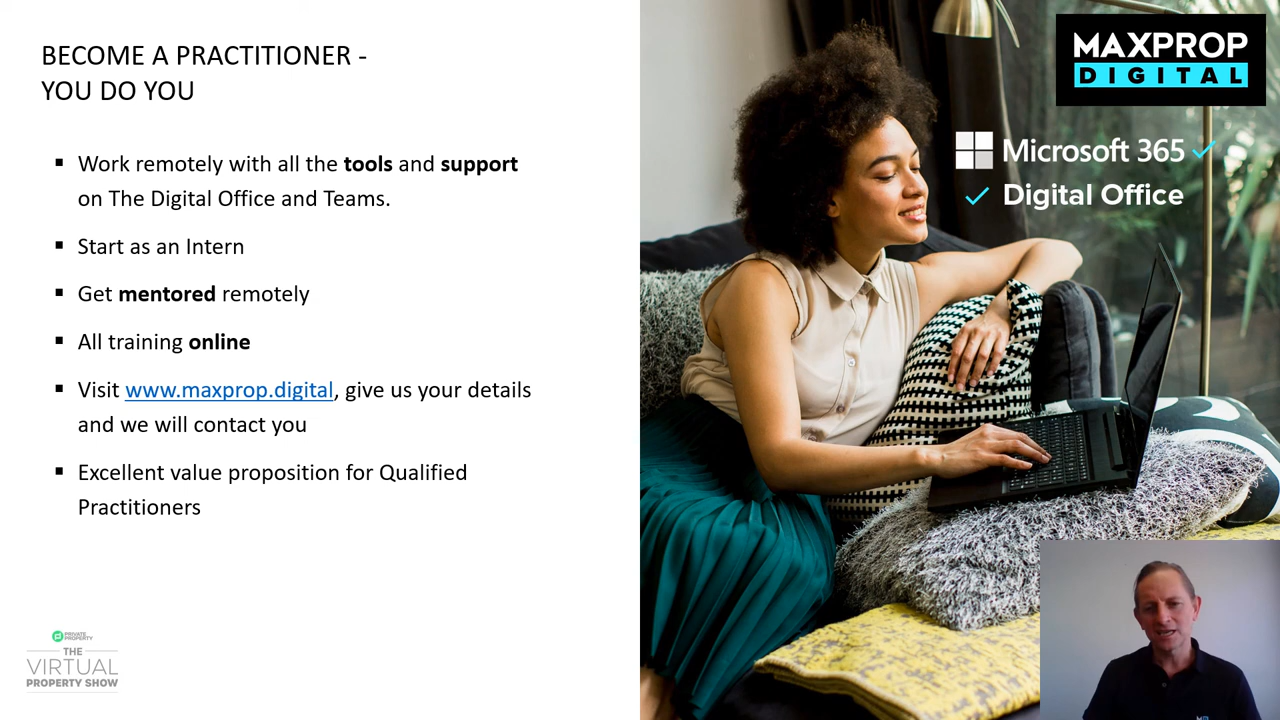 BECOME A PRACTITIONER -
YOU DO YOU
▪ Work remotely with all the tools and support
on The Digital Office and Teams.
▪ Start as an Intern
▪ Get mentored remotely
▪ All training online
▪ Visit www.maxprop.digital, give us your details
and we will contact you
▪ Excellent value proposition for Qualified
Practitioners
PRIVATE
PROPERTY
THE
VIRTUAL
PROPERTY SHOW
MAXPROP
DIGITAL
Microsoft 365
Digital Office